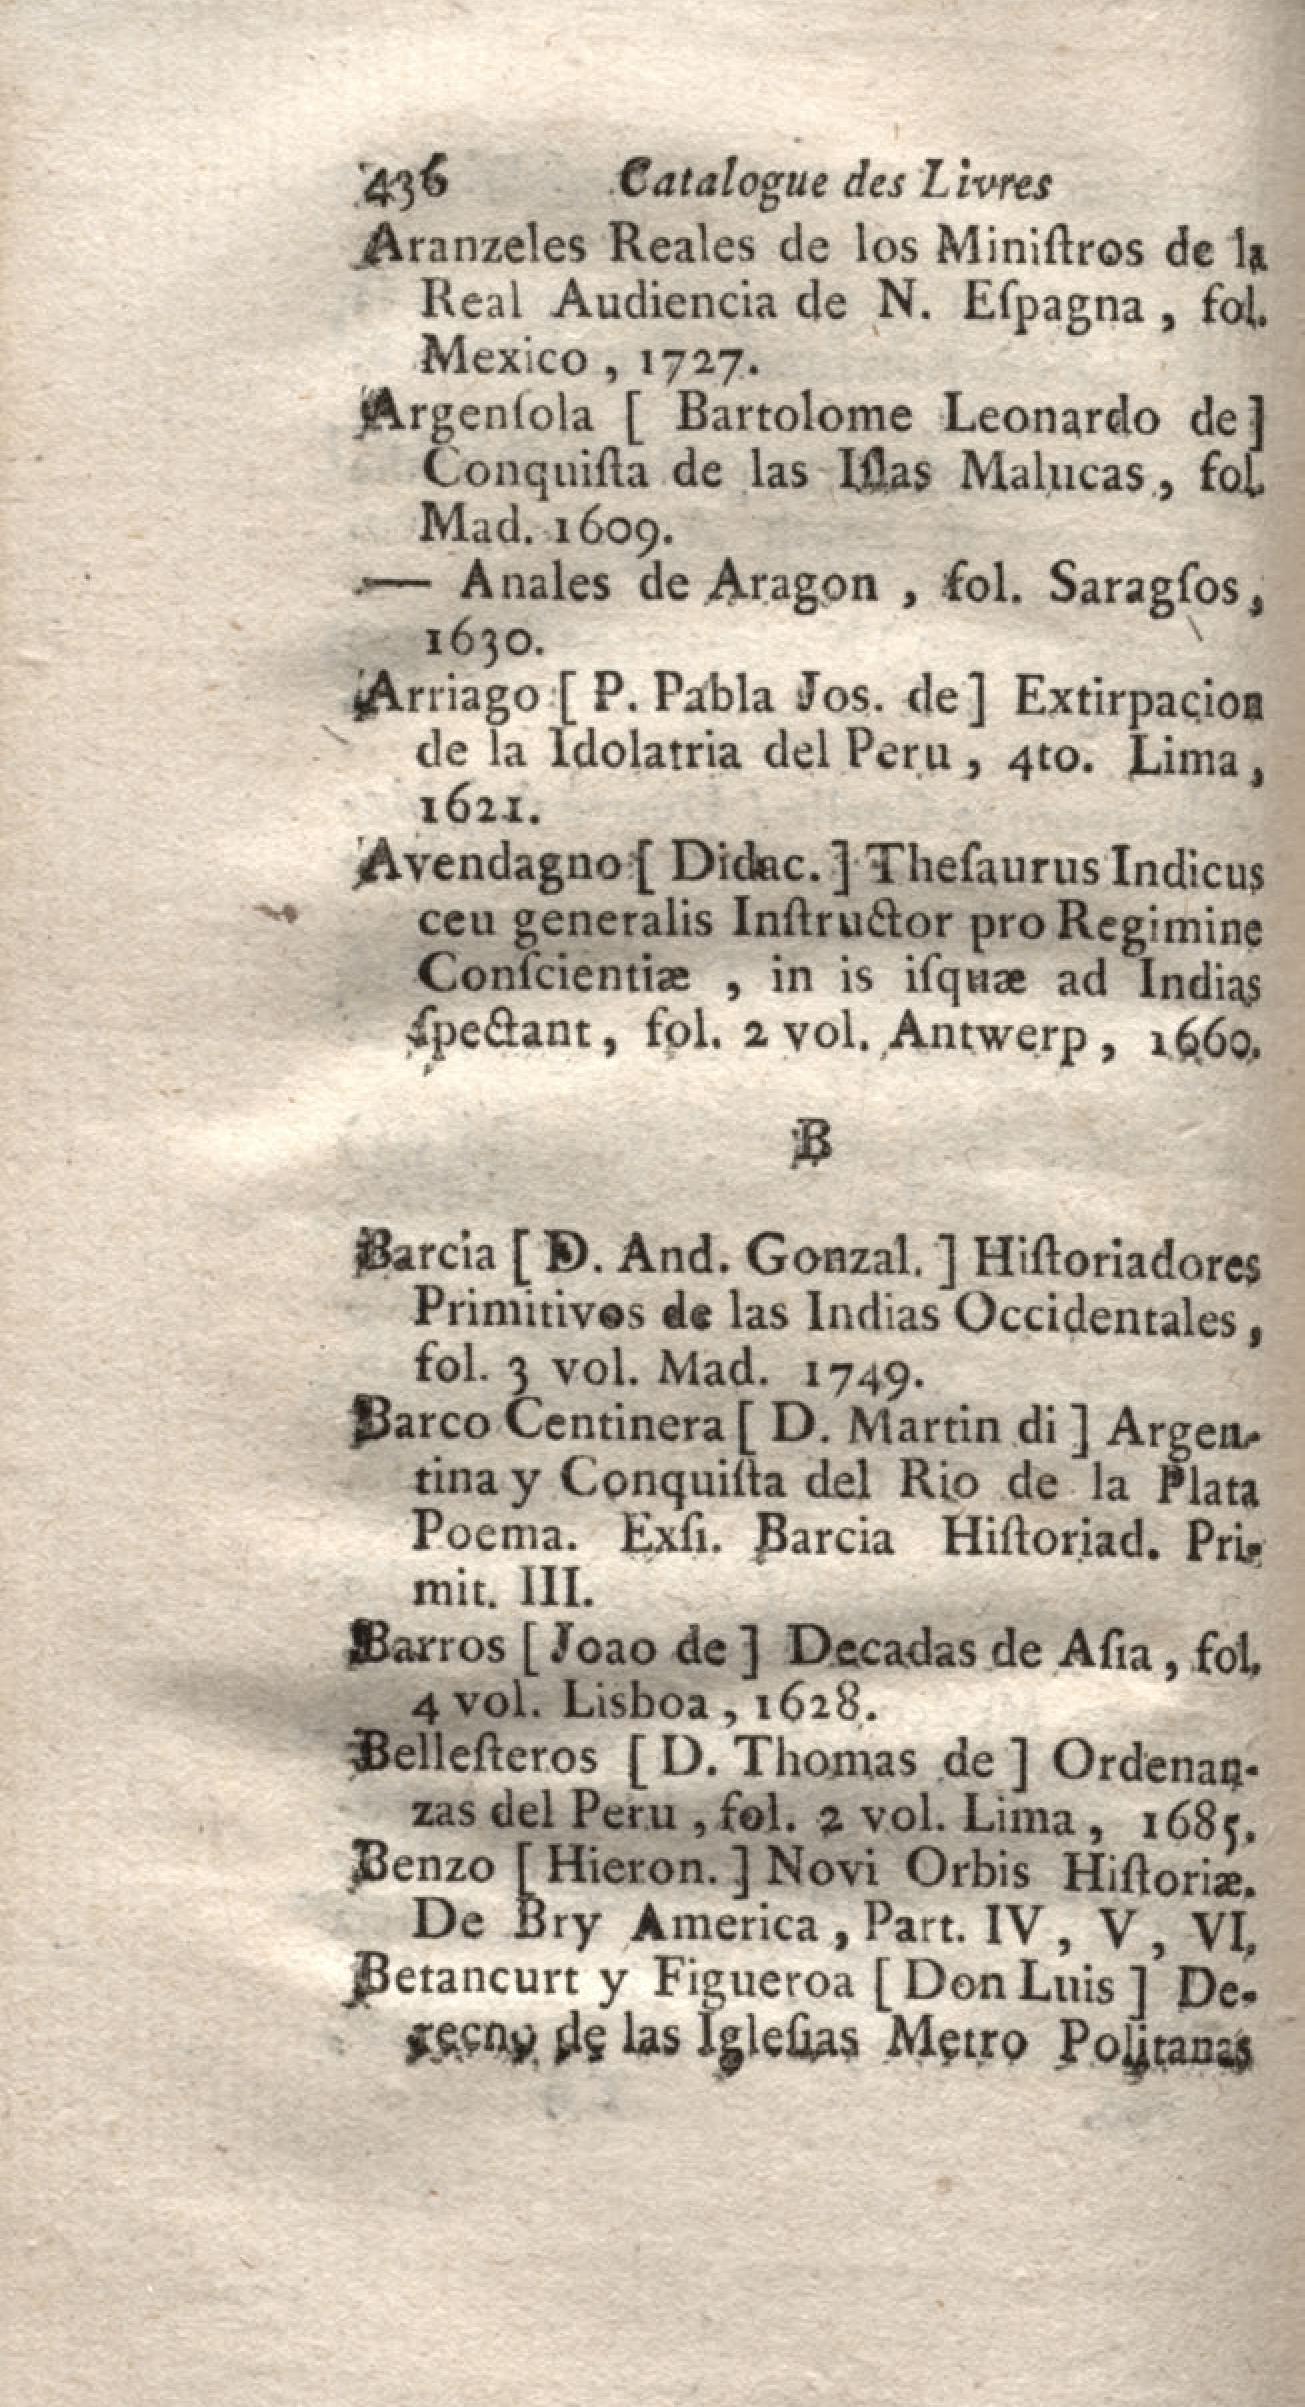 436 Catalogue des Livres
Aranzeles Reales de los Miniſtros de la
Real Audiencia de N. Eſpagna, fol.
Mexico, 1727.
Argenſola [ Bartolome Leonardo de ]
Conquiſta de las Iſlas Malucas, fol.
Mad. 1609.
— Anales de Aragon, fol. Saragſos,
1630.
Arriago [ P. Pabla Jos. de ] Extirpacion
de la Idolatria del Peru, 4to. Lima,
1621.
Avendagno [ Didac. ] Theſaurus Indicus
ceu generalis Inſtructor pro Regimine
Conſcientiæ, in is iſquæ ad Indias
ſpectant, fol. 2 vol. Antwerp, 1660.
B
Barcia [ D. And. Gonzal. ] Hiſtoriadores
Primitivos de las Indias Occidentales,
fol. 3 vol. Mad. 1749.
Barco Centinera [ D. Martin di ] Argen-
tina y Conquiſta del Rio de la Plata
Poema. Exſi. Barcia Hiſtoriad. Pri-
mit. III.
Barros [ Joao de ] Decadas de Aſia, fol.
4 vol. Lisboa, 1628.
Belleſteros [ D. Thomas de ] Ordenan-
zas del Peru, fol. 2 vol. Lima, 1685.
Benzo [ Hieron. ] Novi Orbis Hiſtoriæ.
De Bry America, Part. IV, V, VI,
Betancurt y Figueroa [ Don Luis ] De-
recno de las Igleſias Metro Politanas